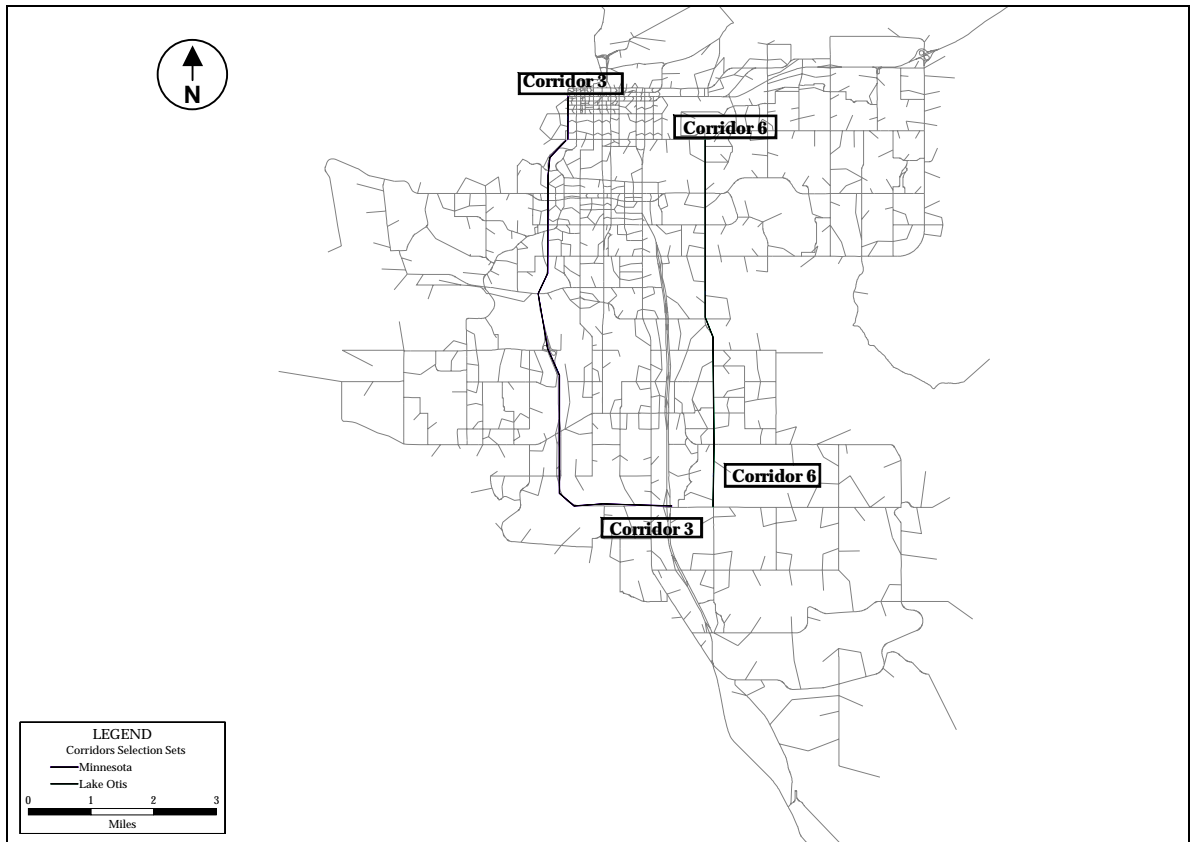 Corridor 3
N
Corridor 6
Corridor 6
Corridor 3
LEGEND
Corridors Selection Sets
Minnesota
Lake Otis
0 1 2 3
Miles